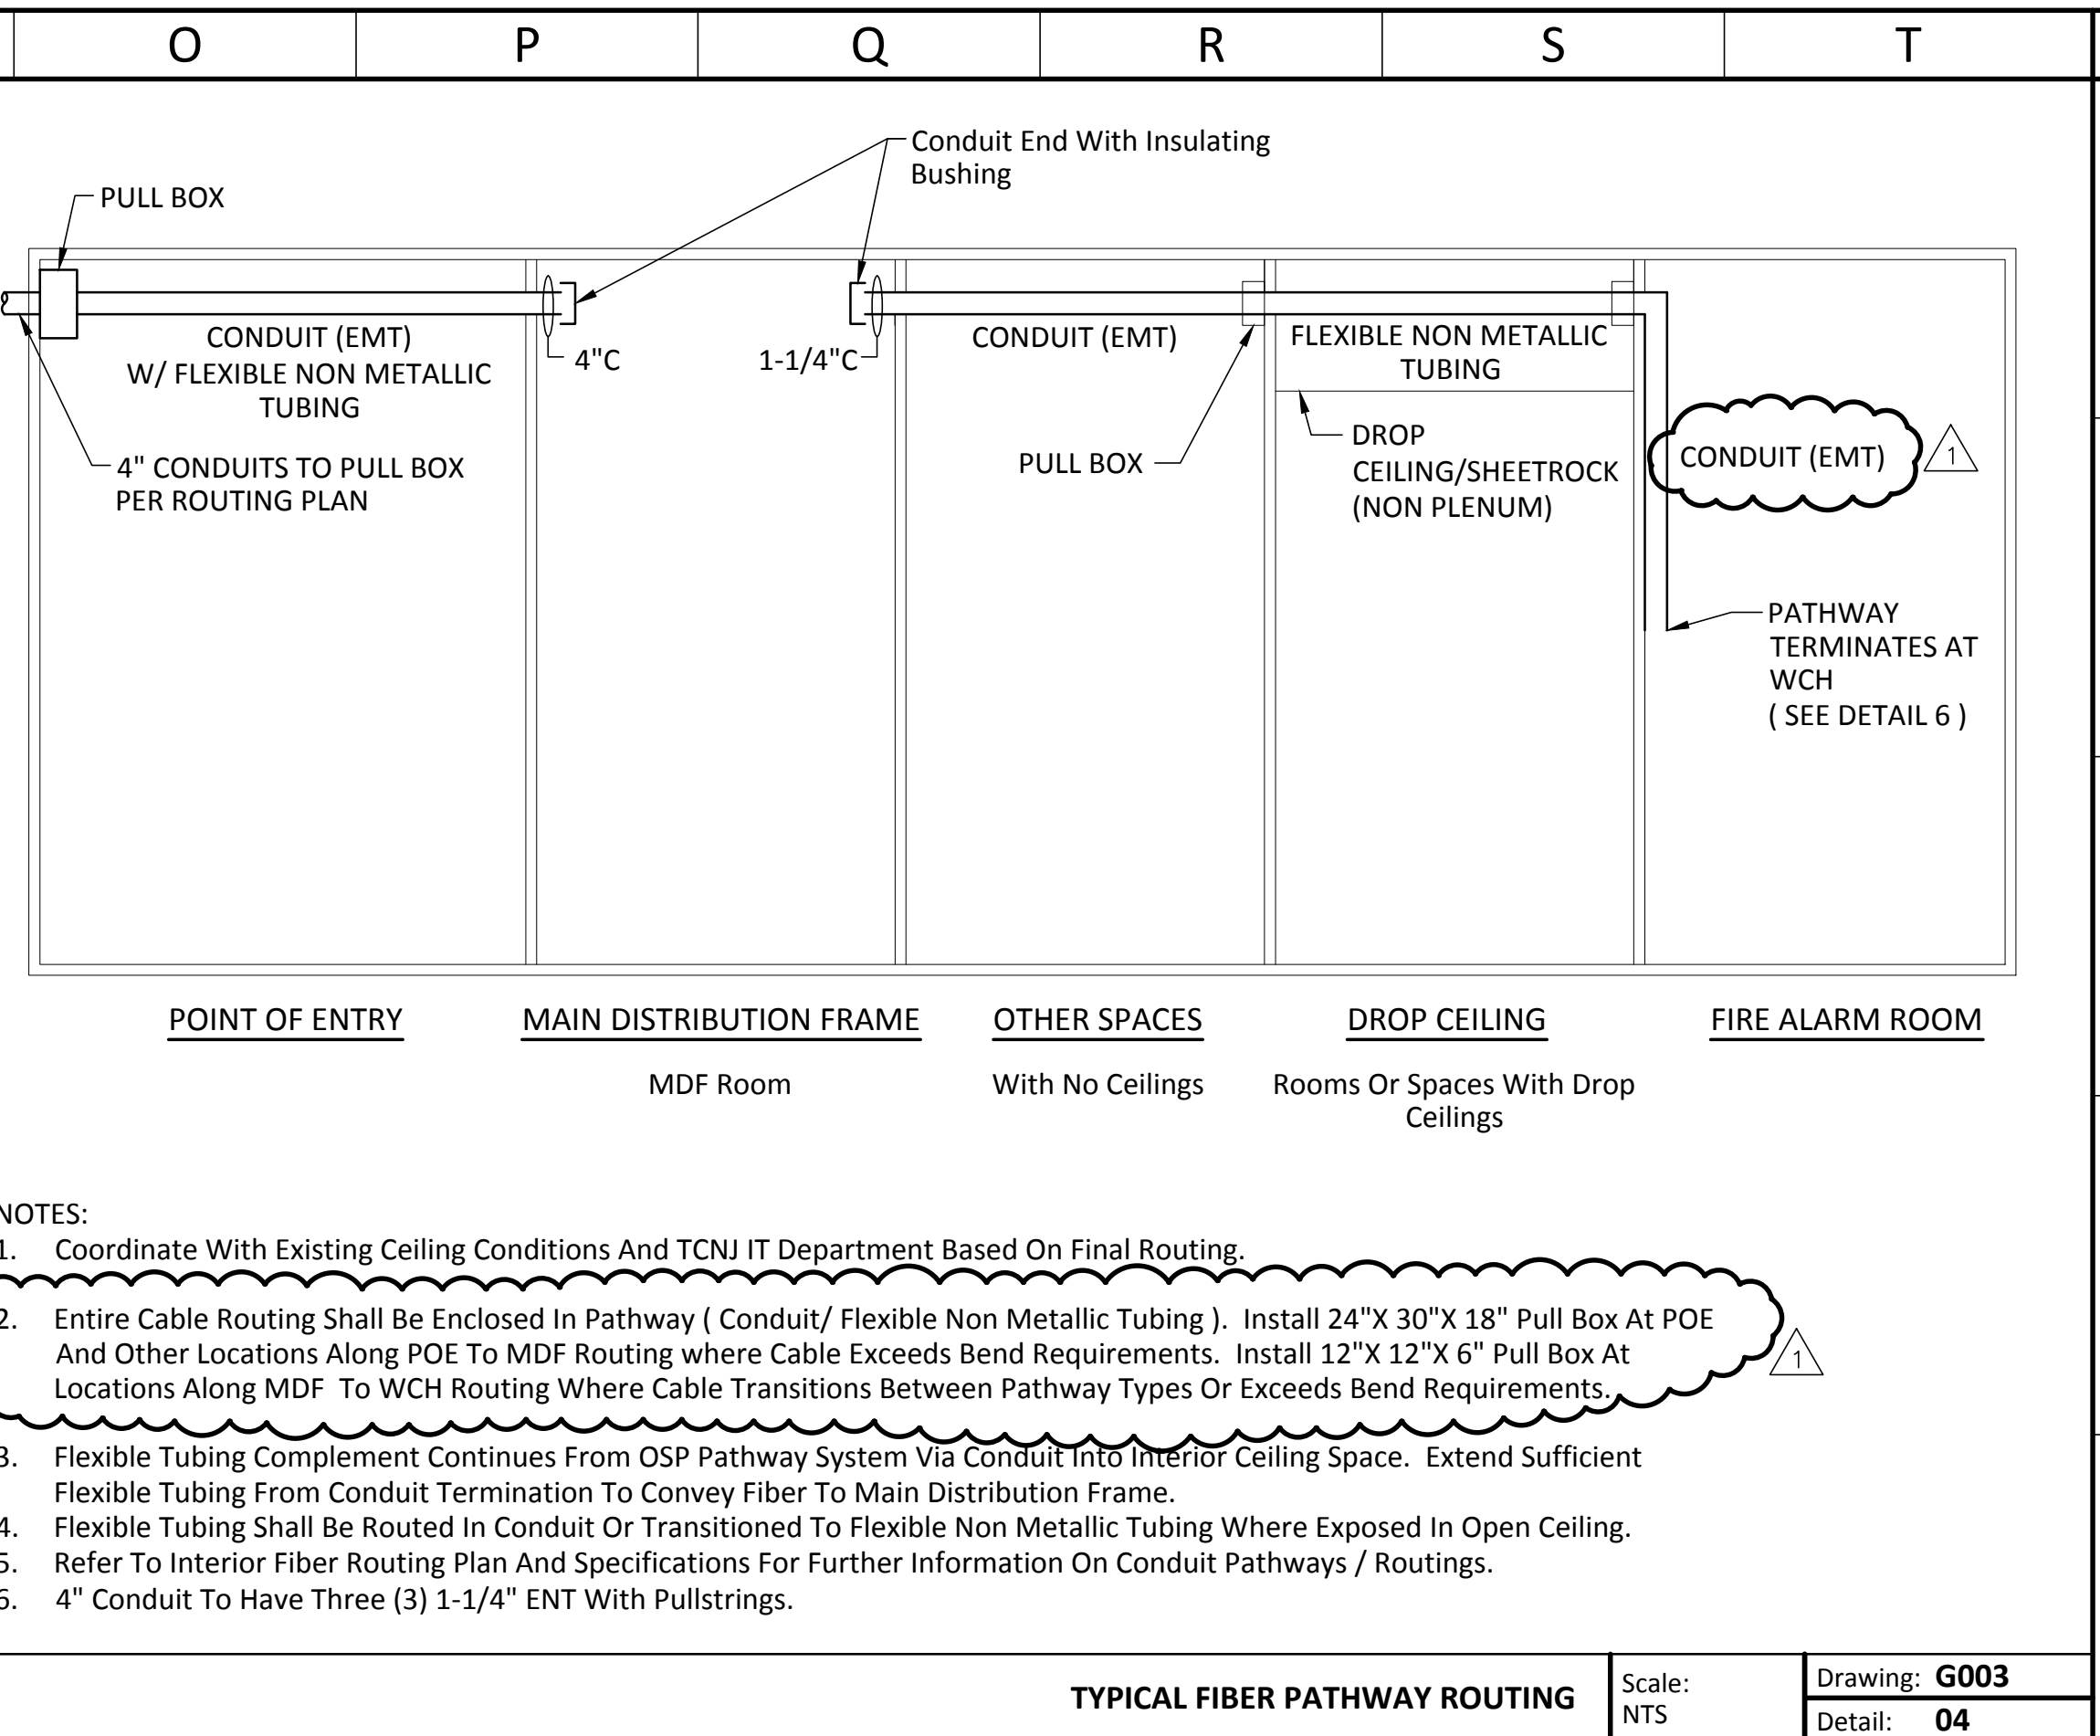 O P Q R S T
Conduit End With Insulating
Bushing
PULL BOX
CONDUIT (EMT)
W/ FLEXIBLE NON METALLIC
TUBING
4"C
1-1/4"C
CONDUIT (EMT)
FLEXIBLE NON METALLIC
TUBING
4" CONDUITS TO PULL BOX
PER ROUTING PLAN
PULL BOX
DROP
CEILING/SHEETROCK
(NON PLENUM)
CONDUIT (EMT)
1
PATHWAY
TERMINATES AT
WCH
( SEE DETAIL 6 )
POINT OF ENTRY
MAIN DISTRIBUTION FRAME
OTHER SPACES
DROP CEILING
FIRE ALARM ROOM
MDF Room
With No Ceilings
Rooms Or Spaces With Drop
Ceilings
NOTES:
1. Coordinate With Existing Ceiling Conditions And TCNJ IT Department Based On Final Routing.
2. Entire Cable Routing Shall Be Enclosed In Pathway ( Conduit/ Flexible Non Metallic Tubing ). Install 24"X 30"X 18" Pull Box At POE
And Other Locations Along POE To MDF Routing where Cable Exceeds Bend Requirements. Install 12"X 12"X 6" Pull Box At
Locations Along MDF To WCH Routing Where Cable Transitions Between Pathway Types Or Exceeds Bend Requirements.
1
3. Flexible Tubing Complement Continues From OSP Pathway System Via Conduit Into Interior Ceiling Space. Extend Sufficient
Flexible Tubing From Conduit Termination To Convey Fiber To Main Distribution Frame.
4. Flexible Tubing Shall Be Routed In Conduit Or Transitioned To Flexible Non Metallic Tubing Where Exposed In Open Ceiling.
5. Refer To Interior Fiber Routing Plan And Specifications For Further Information On Conduit Pathways / Routings.
6. 4" Conduit To Have Three (3) 1-1/4" ENT With Pullstrings.
TYPICAL FIBER PATHWAY ROUTING
Scale:
NTS
Drawing: G003
Detail: 04